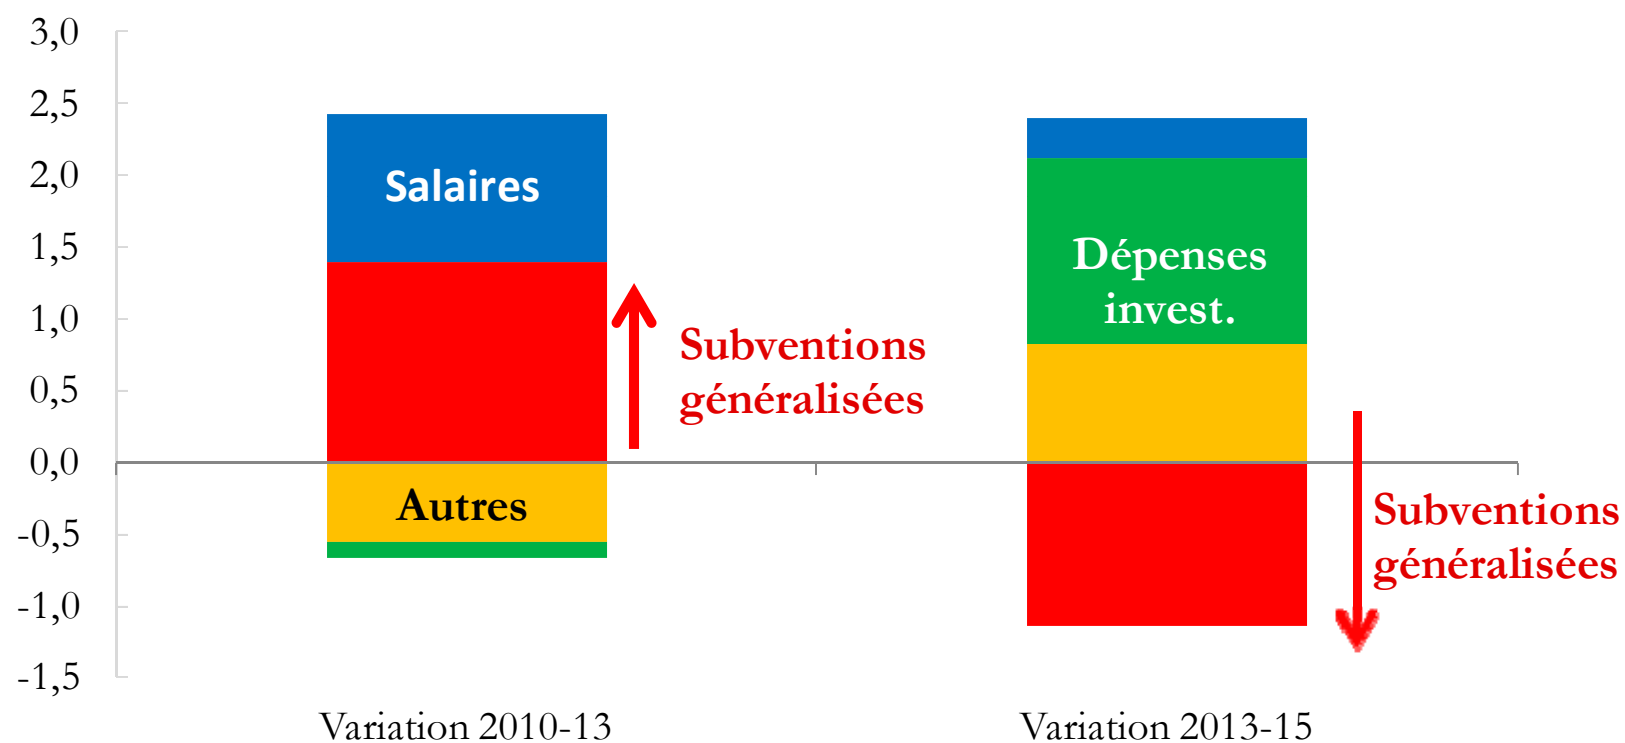 3,0
2,5
2,0
1,5
1,0
0,5
0,0
-0,5
-1,0
-1,5
Salaires
Autres
Subventions
généralisées
Dépenses
invest.
Subventions
généralisées
Variation 2010-13
Variation 2013-15